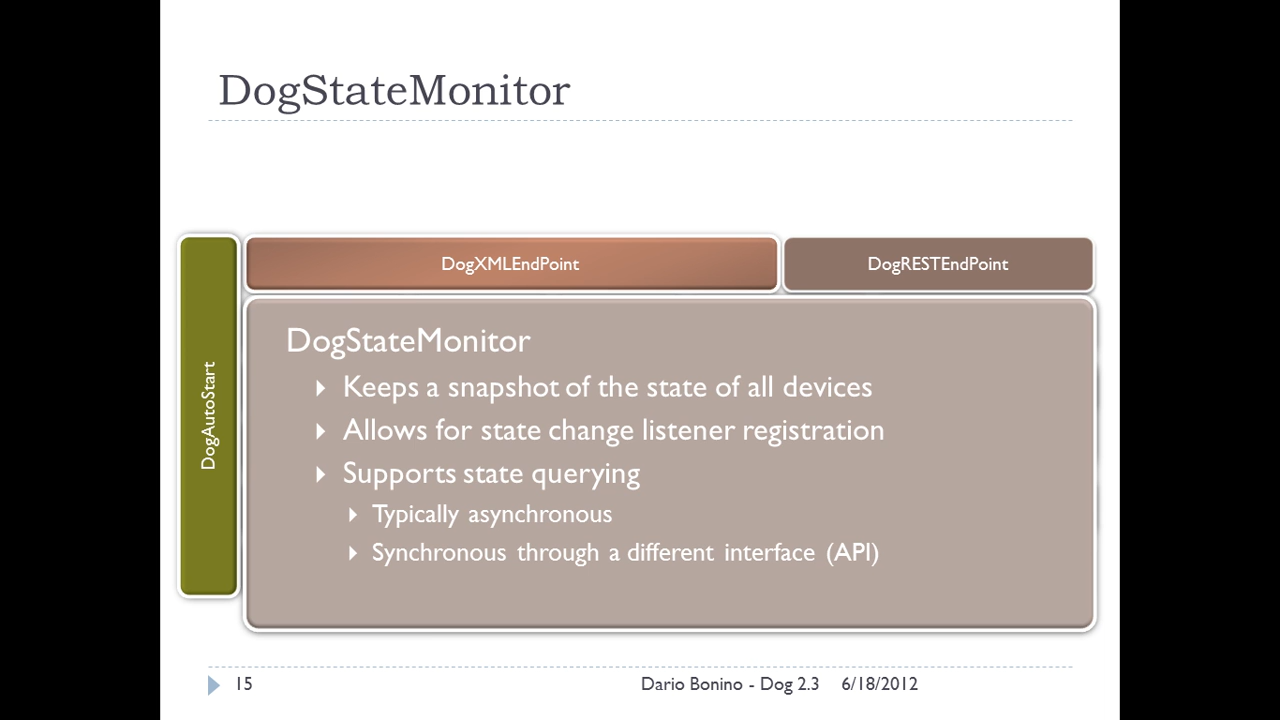 DogStateMonitor
DogXMLEndPoint
DogRESTEndPoint
DogAutoStart
DogStateMonitor
Keeps a snapshot of the state of all devices
Allows for state change listener registration
Supports state querying
Typically asynchronous
Synchronous through a different interface (API)
15
Dario Bonino - Dog 2.3
6/18/2012